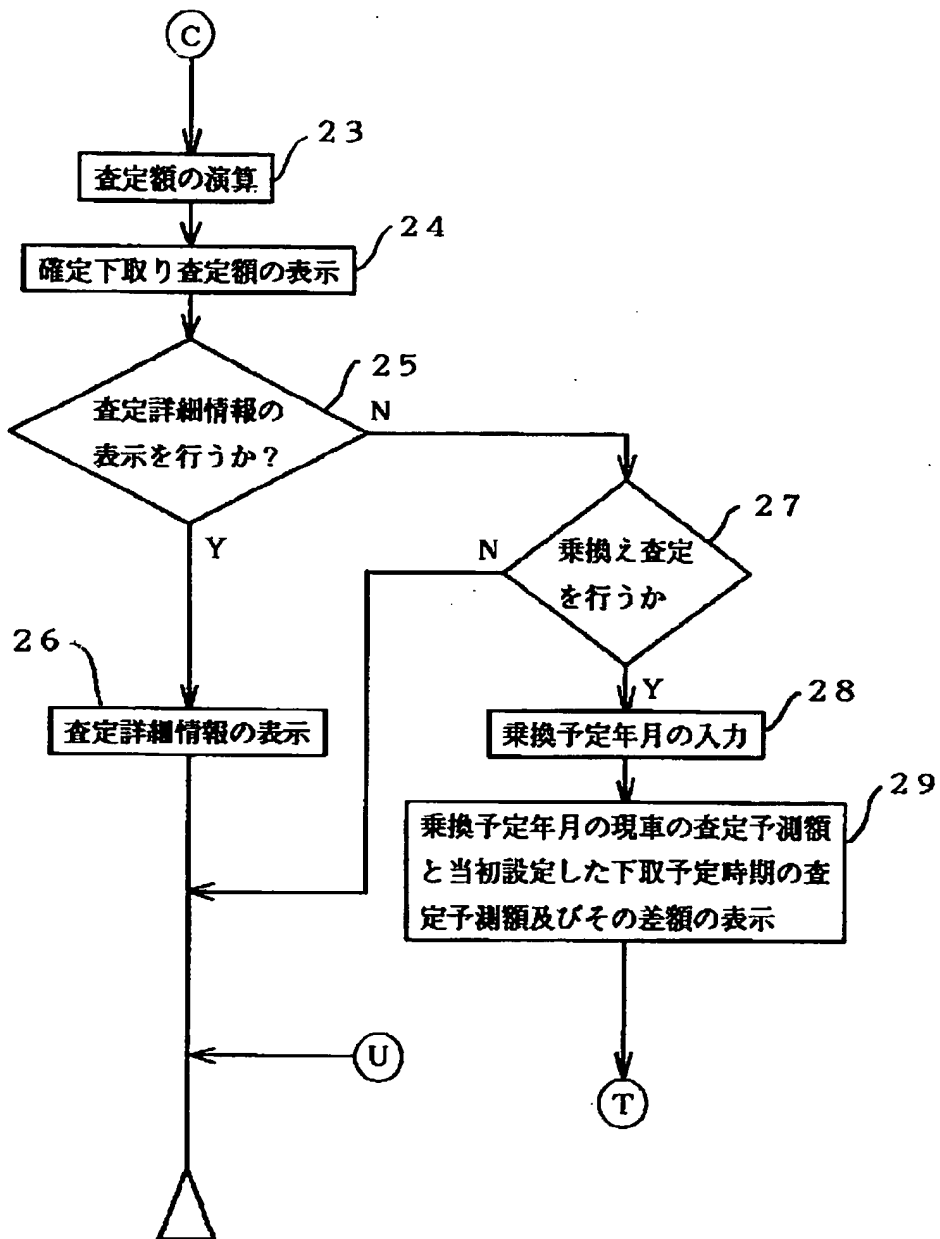 C
23
査定額の演算
24
確定下取り査定額の表示
25
査定詳細情報の
表示を行うか?
N
Y
27
乗換え査定
を行うか
N
Y
26
査定詳細情報の表示
28
乗換予定年月の入力
29
乗換予定年月の現車の査定予測額
と当初設定した下取予定時期の査
定予測額及びその差額の表示
U
T